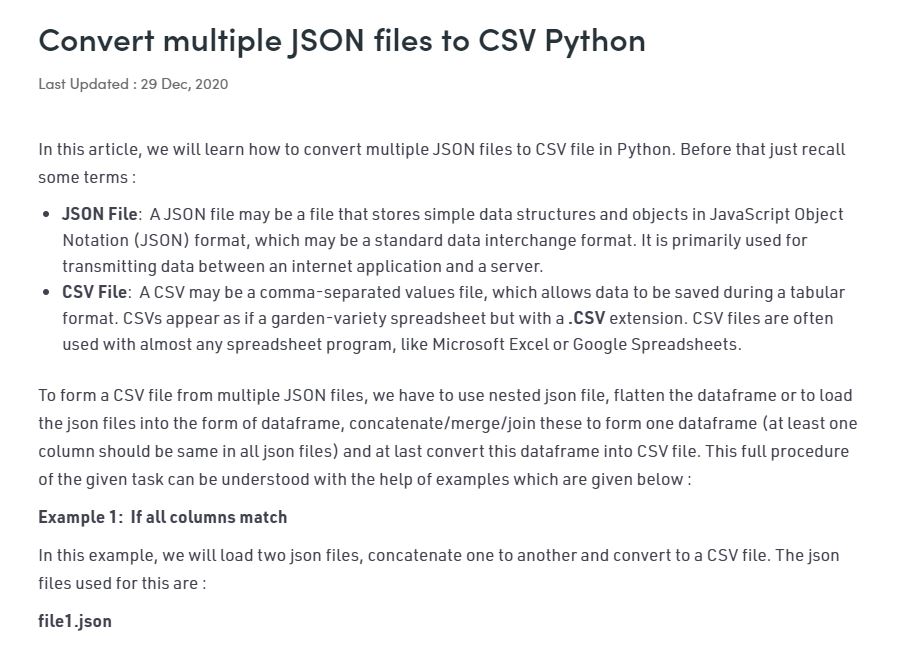 Convert multiple JSON files to CSV Python
Last Updated : 29 Dec, 2020
In this article, we will learn how to convert multiple JSON files to CSV file in Python. Before that just recall
some terms :
• JSON File:  A JSON file may be a file that stores simple data structures and objects in JavaScript Object
Notation (JSON) format, which may be a standard data interchange format. It is primarily used for
transmitting data between an internet application and a server.
• CSV File:  A CSV may be a comma-separated values file, which allows data to be saved during a tabular
format. CSVs appear as if a garden-variety spreadsheet but with a .CSV extension. CSV files are often
used with almost any spreadsheet program, like Microsoft Excel or Google Spreadsheets.
To form a CSV file from multiple JSON files, we have to use nested json file, flatten the dataframe or to load
the json files into the form of dataframe, concatenate/merge/join these to form one dataframe (at least one
column should be same in all json files) and at last convert this dataframe into CSV file. This full procedure
of the given task can be understood with the help of examples which are given below :
Example 1:  If all columns match
In this example, we will load two json files, concatenate one to another and convert to a CSV file. The json
files used for this are :
file1.json